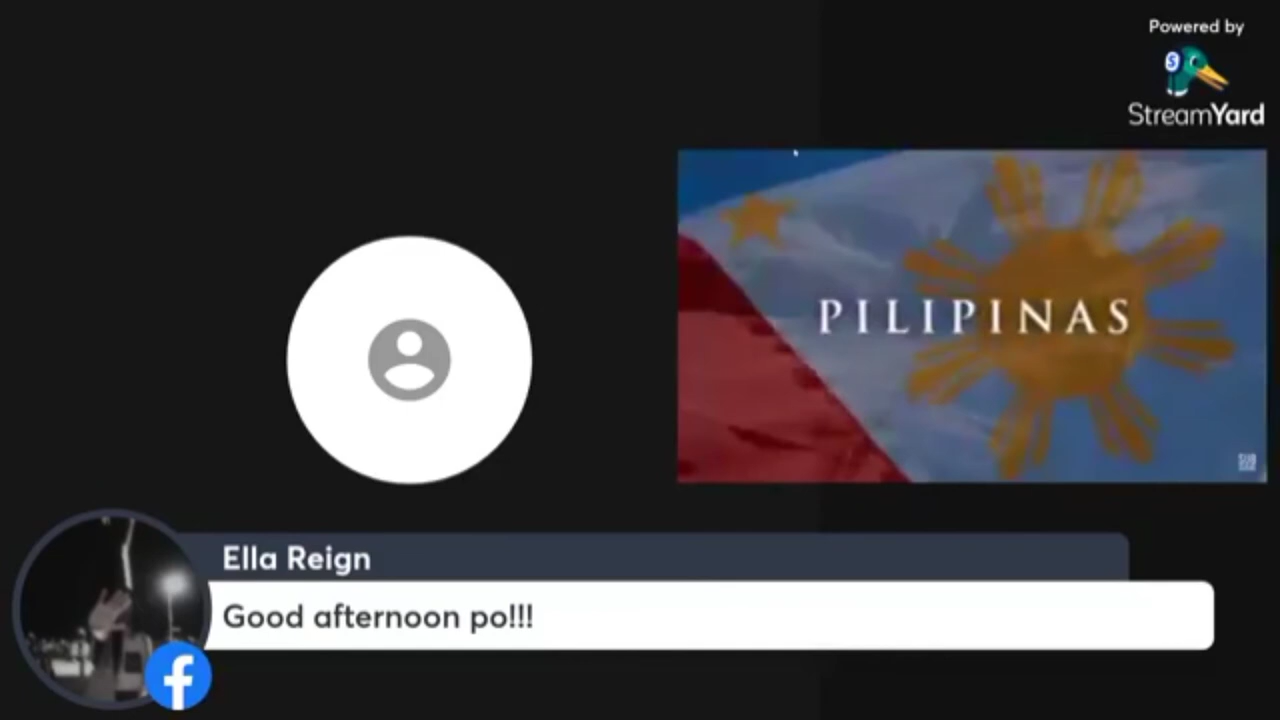 Powered by
StreamYard
PILIPINAS
Ella Reign
Good afternoon po!!!